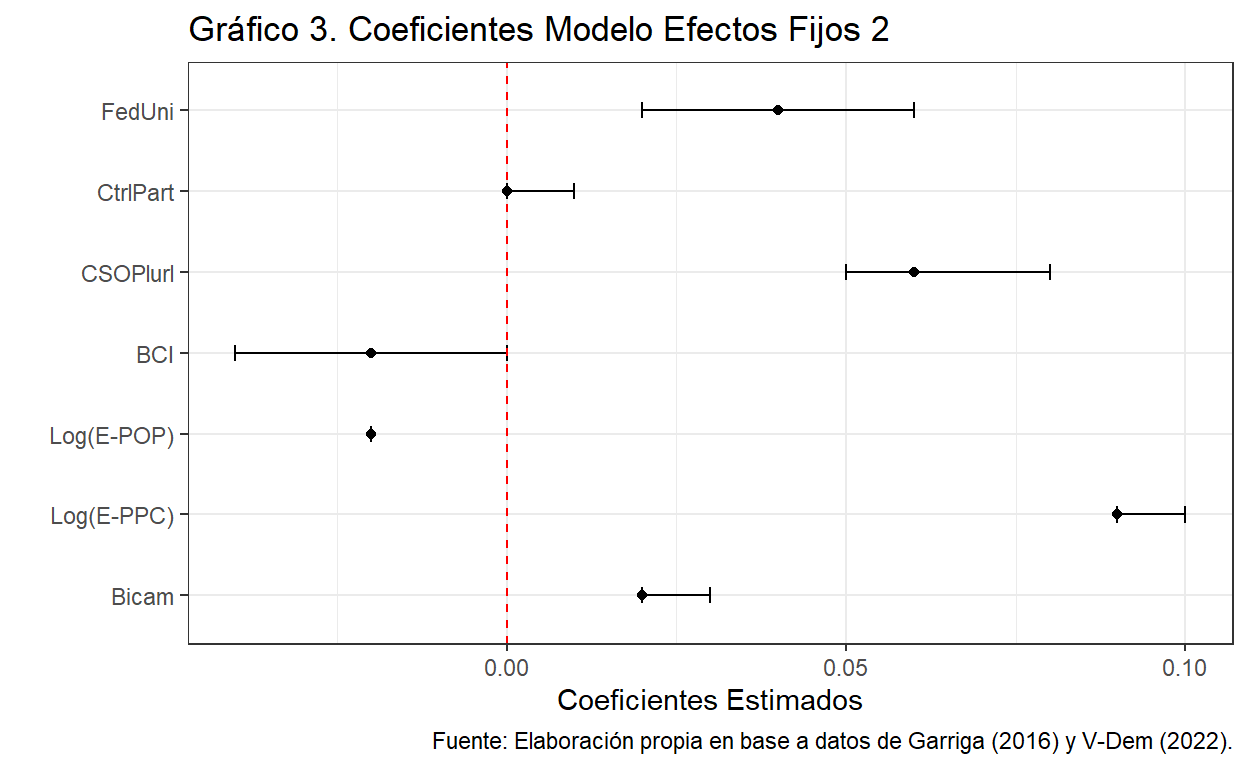 Gráfico 3. Coeficientes Modelo Efectos Fijos 2
FedUni
CtrlPart
CSOPlurl
BCI
Log(E-POP)
Log(E-PPC)
Bicam
0.00 0.05 0.10
Coeficientes Estimados
Fuente: Elaboración propia en base a datos de Garriga (2016) y V-Dem (2022).